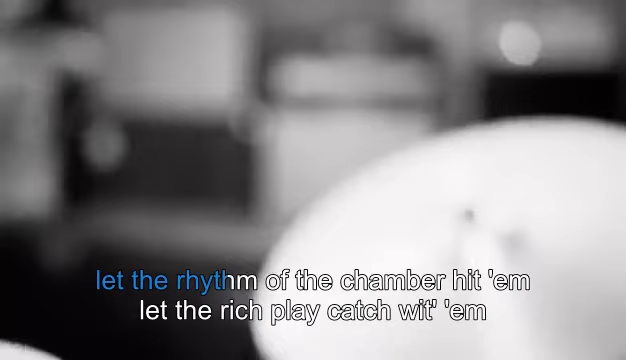 let the rhythm of the chamber hit 'em
let the rich play catch wit' 'em